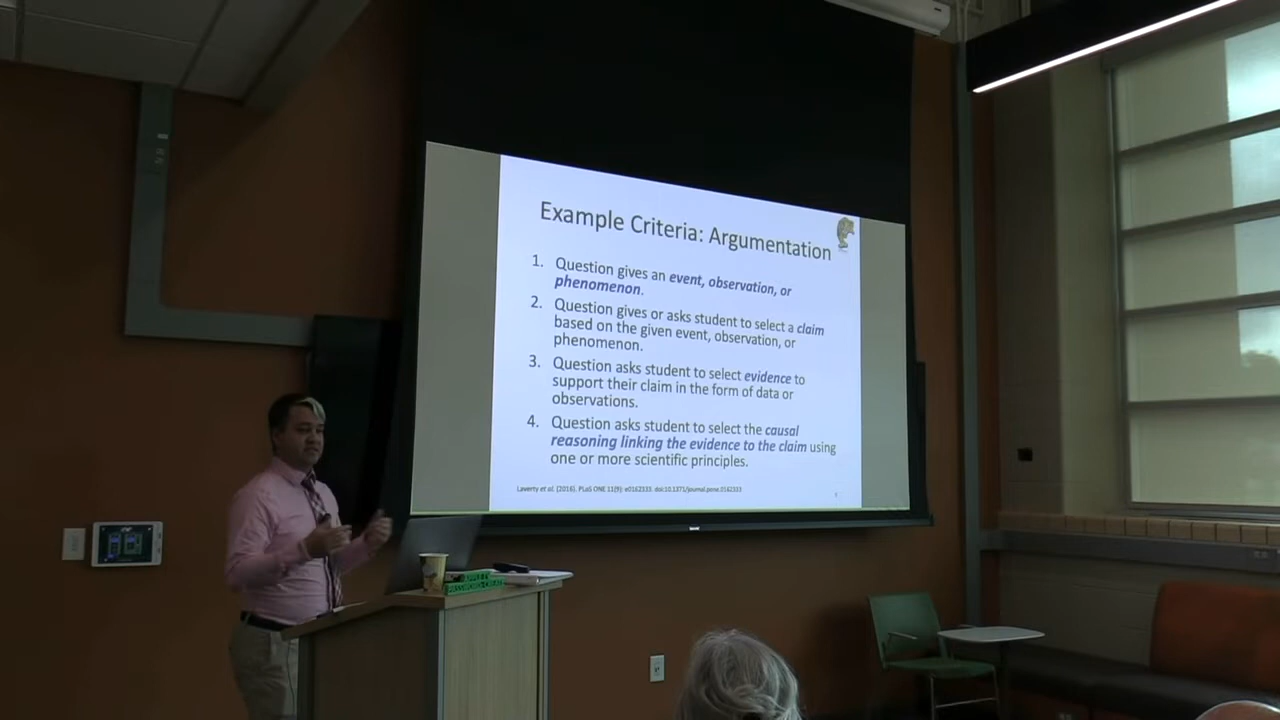 Example Criteria: Argumentation
1. Question gives an event, observation, or
phenomenon.
2. Question gives or asks student to select a claim
based on the given event, observation, or
phenomenon.
3. Question asks student to select evidence to
support their claim in the form of data or
observations.
4. Question asks student to select the causal
reasoning linking the evidence to the claim using
one or more scientific principles.
Laverty et al. (2016). PLoS ONE 11(9): e0162333. doi:10.1371/journal.pone.0162333
APPLE TV
PASSWORD: CREATE